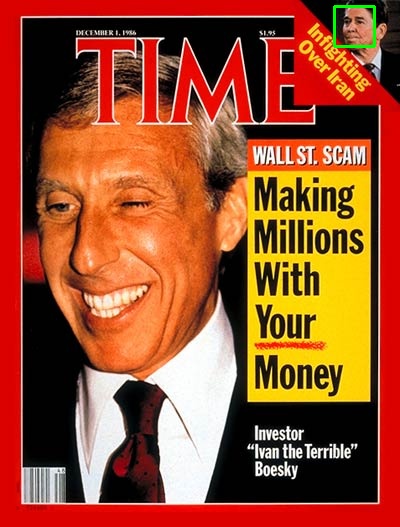 DECEMBER 1, 1986
$1.95
TIME
Infighting
Over Iran
WALL ST. SCAM
Making
Millions
With
Your
Money
Investor
"Ivan the Terrible"
Boesky
48